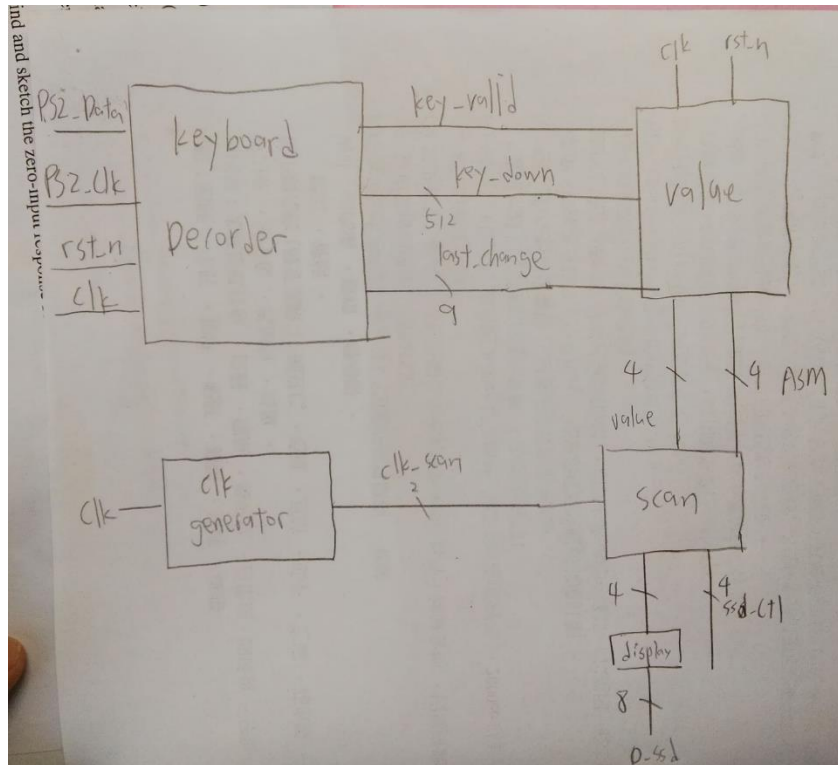 ind and sketch the zero-input
PS2_Data
PS2_clk
rst_n
clk
keyboard
Decorder
key_valid
key_down
512
last_change
9
clk
rst_n
value
4
value
4
ASM
clk
clk
generator
clk_scan
2
scan
4
4
ssd_ctl
display
8
D_ssd